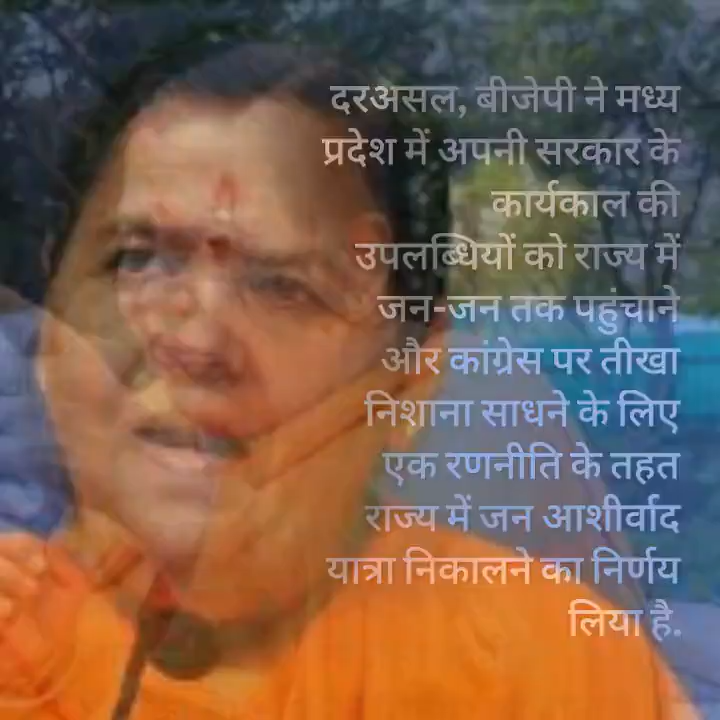 दरअसल, बीजेपी ने मध्य
प्रदेश में अपनी सरकार के
कार्यकाल की
उपलब्धियों को राज्य में
जन-जन तक पहुंचाने
और कांग्रेस पर तीखा
निशाना साधने के लिए
एक रणनीति के तहत
राज्य में जन आशीर्वाद
यात्रा निकालने का निर्णय
लिया है.